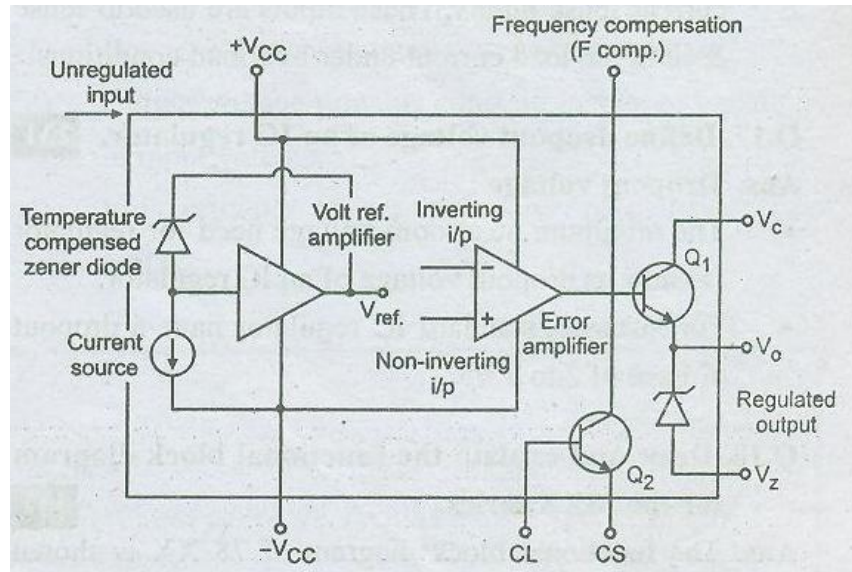 Frequency compensation
(F comp.)
+VCC
Unregulated
input
Temperature
compensed
zener diode
Volt ref.
amplifier
Inverting
i/p
Vc
Q1
Vref.
Error
amplifier
Vo
Current
source
Non-inverting
i/p
Regulated
output
Q2
Vz
−VCC
CL
CS